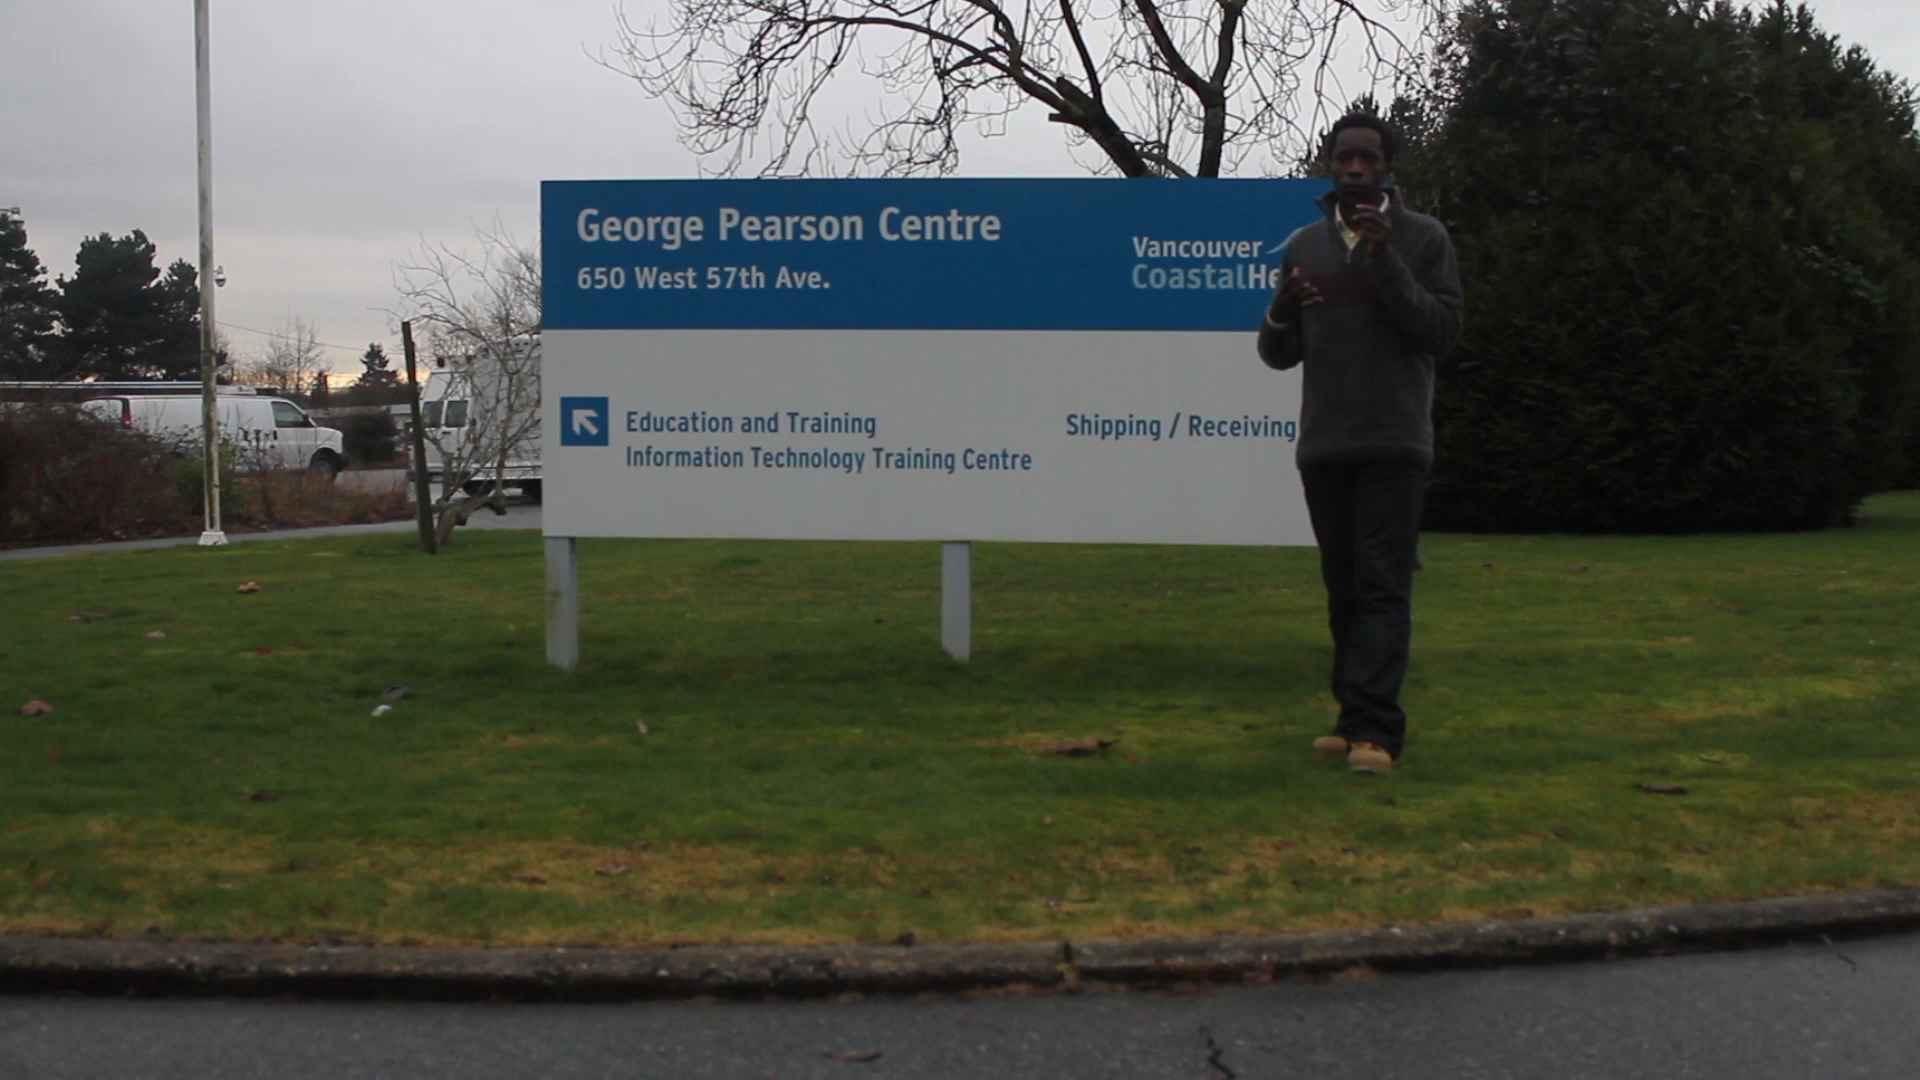 George Pearson Centre
650 West 57th Ave.
Vancouver
CoastalHe
Education and Training
Information Technology Training Centre
Shipping / Receiving